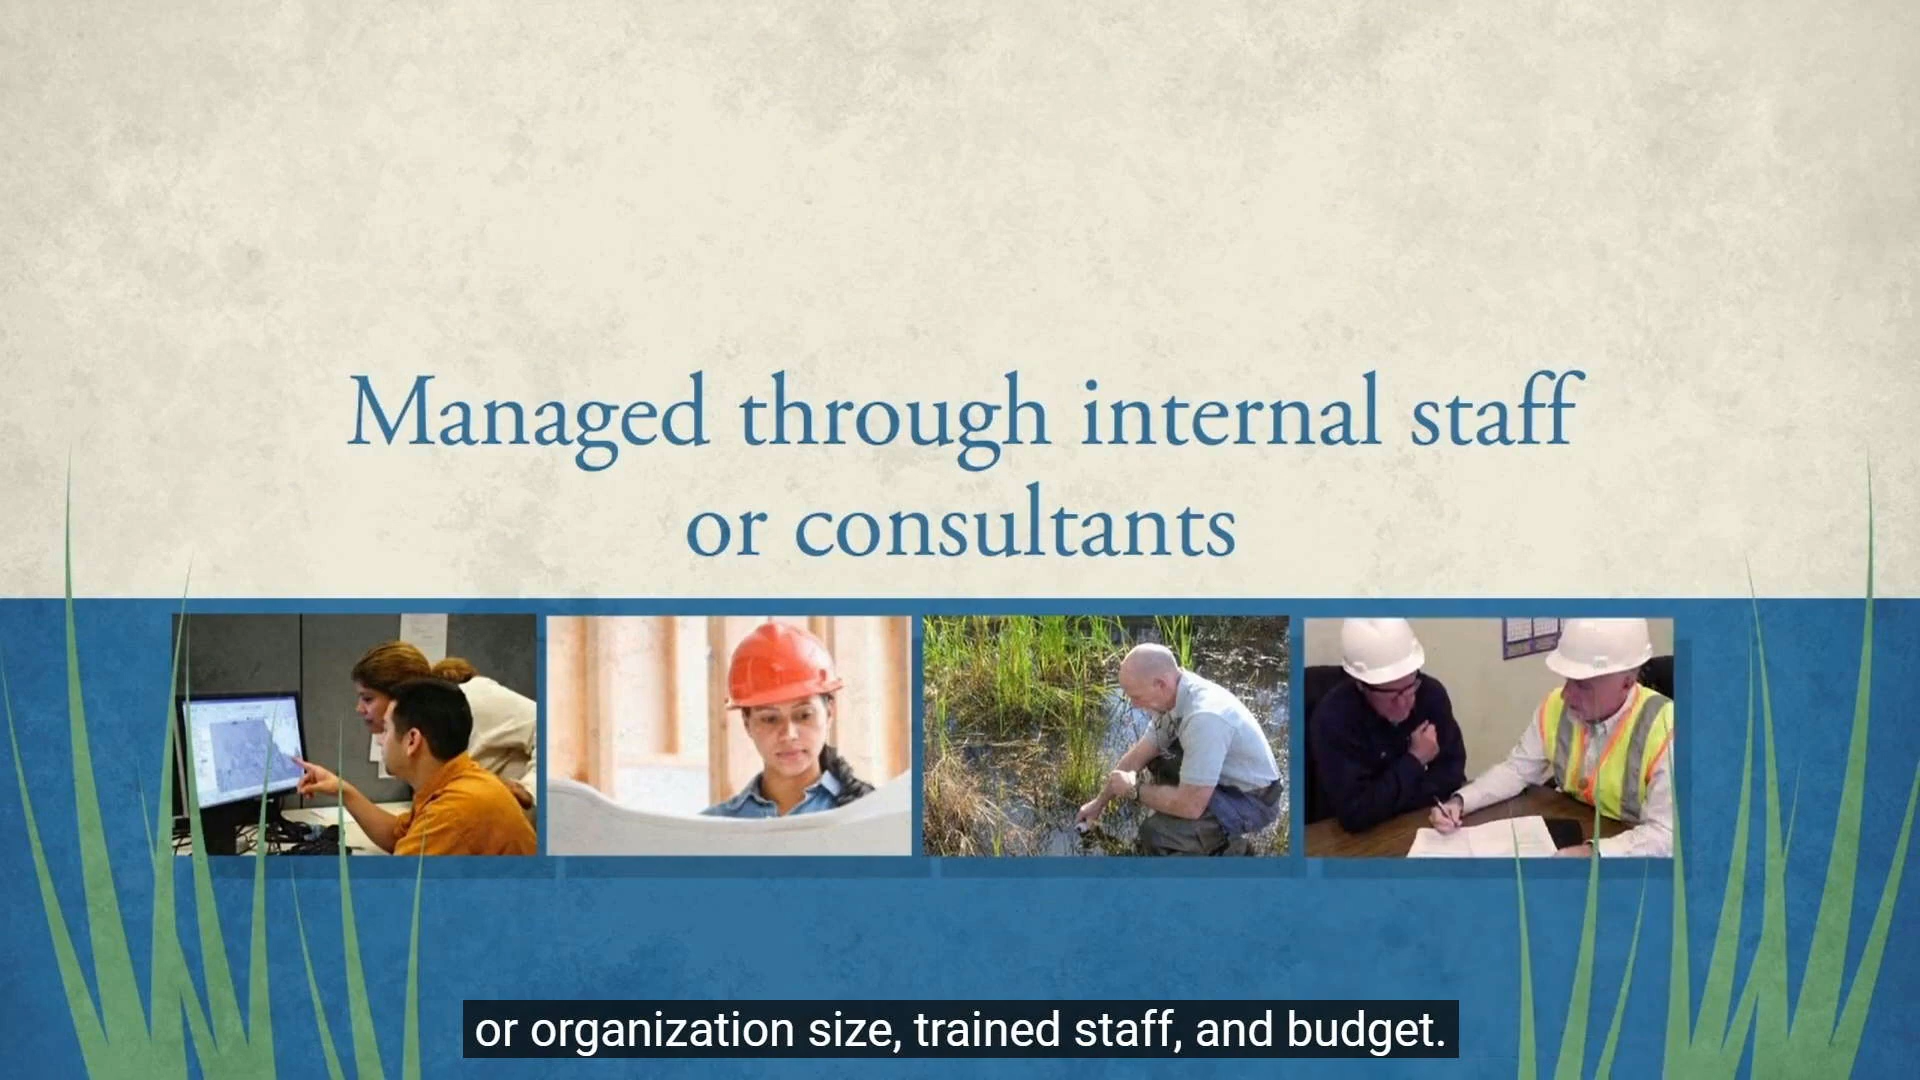 Managed through internal staff
or consultants
or organization size, trained staff, and budget.